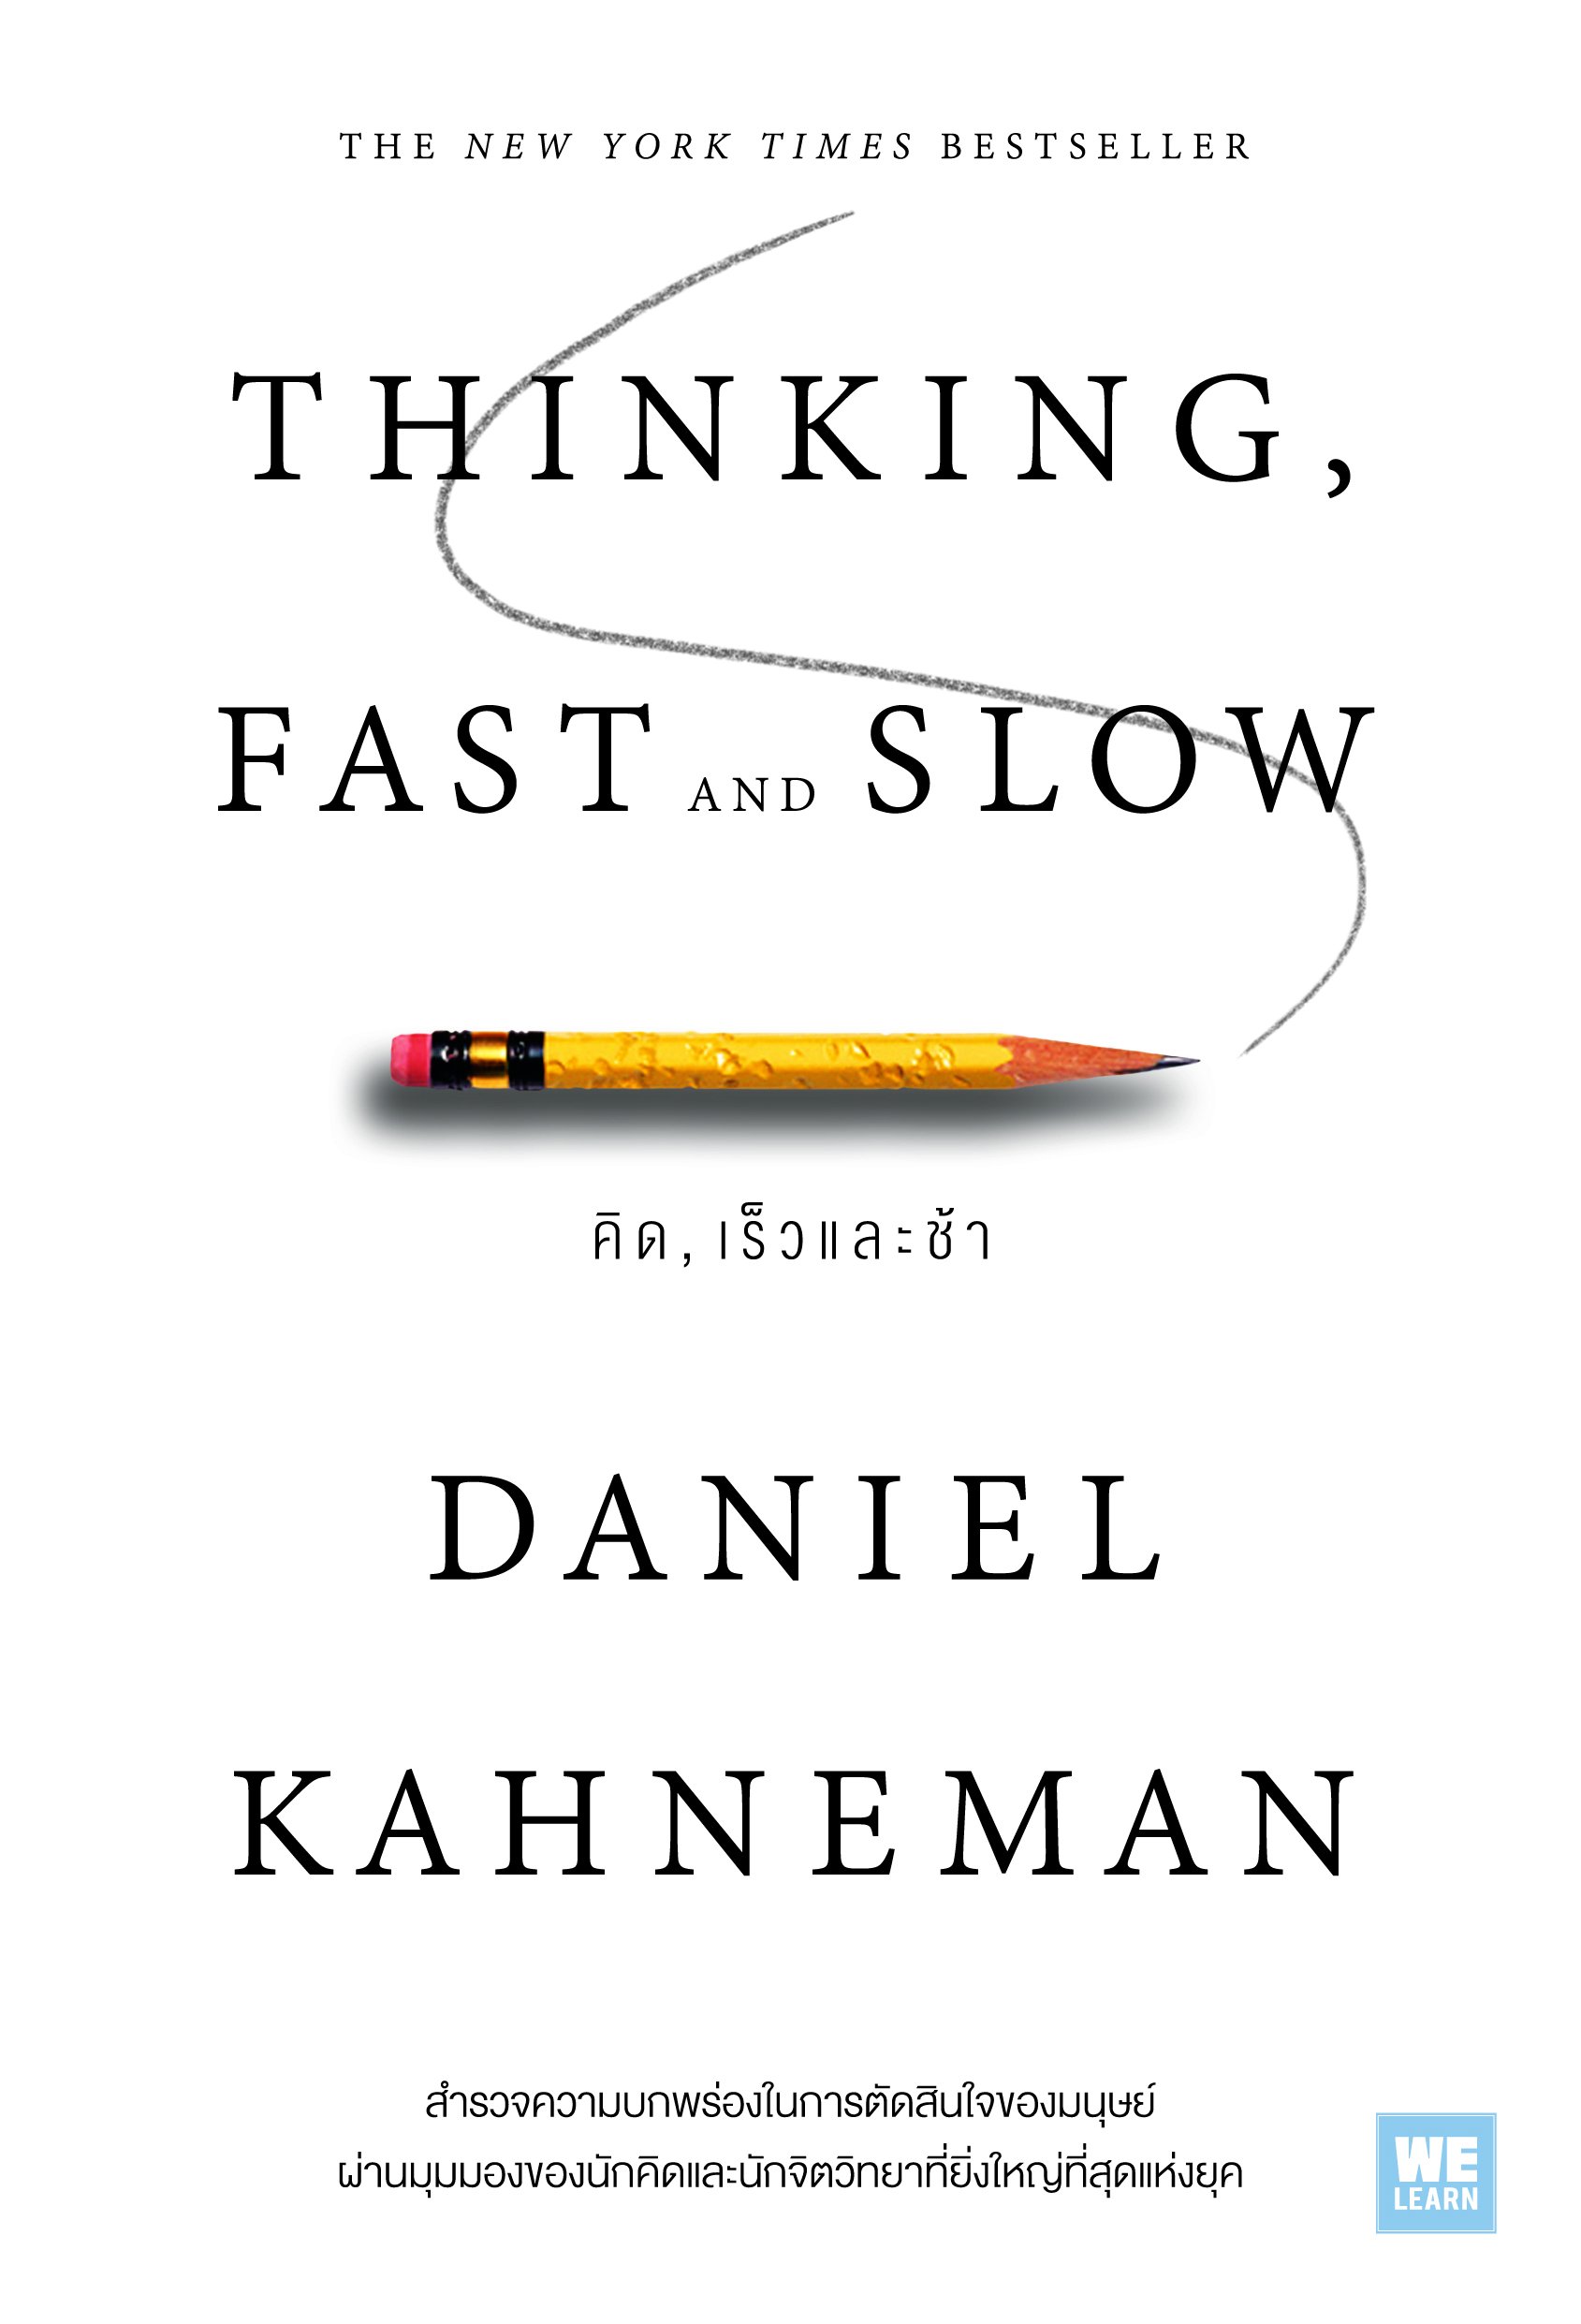 THE NEW YORK TIMES BESTSELLER
THINKING,
FAST AND SLOW
คิด, เร็วและช้า
DANIEL
KAHNEMAN
สำรวจความบกพร่องในการตัดสินใจของมนุษย์
ผ่านมุมมองของนักคิดและนักจิตวิทยาที่ยิ่งใหญ่ที่สุดแห่งยุค
WE
LEARN